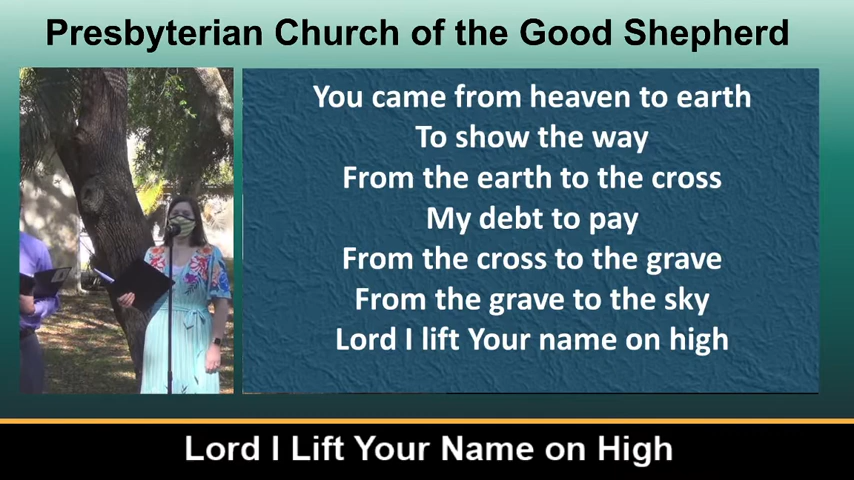 Presbyterian Church of the Good Shepherd
You came from heaven to earth
To show the way
From the earth to the cross
My debt to pay
From the cross to the grave
From the grave to the sky
Lord I lift Your name on high
Lord I Lift Your Name on High